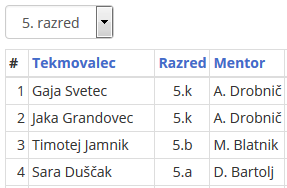 5. razred
# Tekmovalec Razred Mentor
1 Gaja Svetec 5.k A. Drobnič
2 Jaka Grandovec 5.k A. Drobnič
3 Timotej Jamnik 5.b M. Blatnik
4 Sara Duščak 5.a D. Bartolj